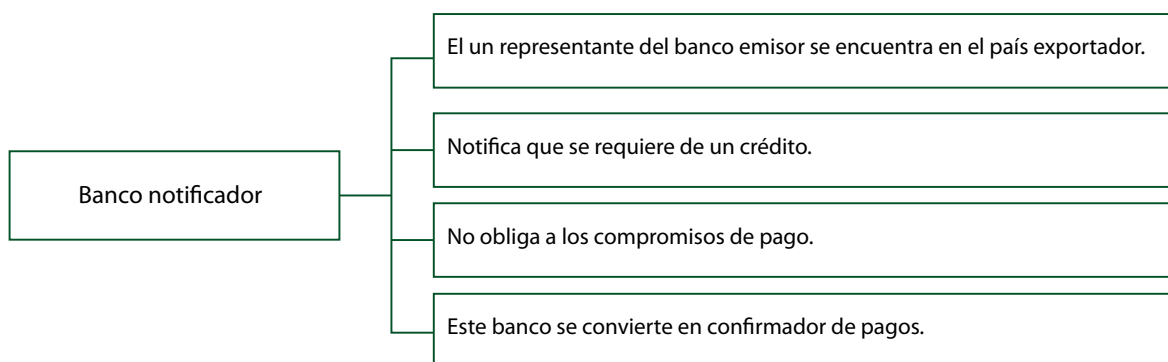 El un representante del banco emisor se encuentra en el país exportador.
Notifica que se requiere de un crédito.
Banco notificador
No obliga a los compromisos de pago.
Este banco se convierte en confirmador de pagos.